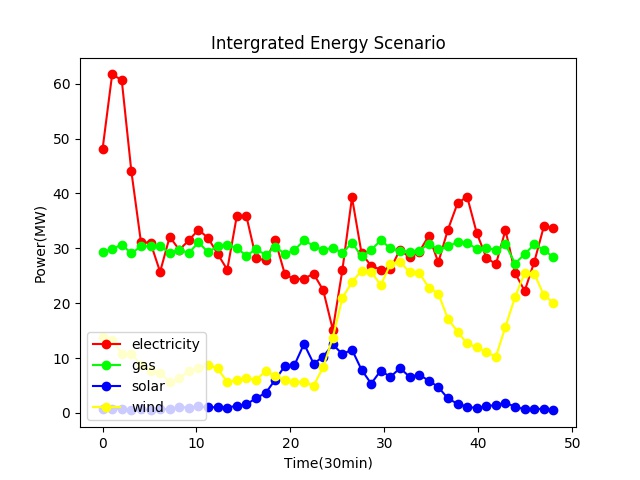 Intergrated Energy Scenario
Power(MW)
60
50
40
30
20
10
0
electricity
gas
solar
wind
0 10 20 30 40 50
Time(30min)